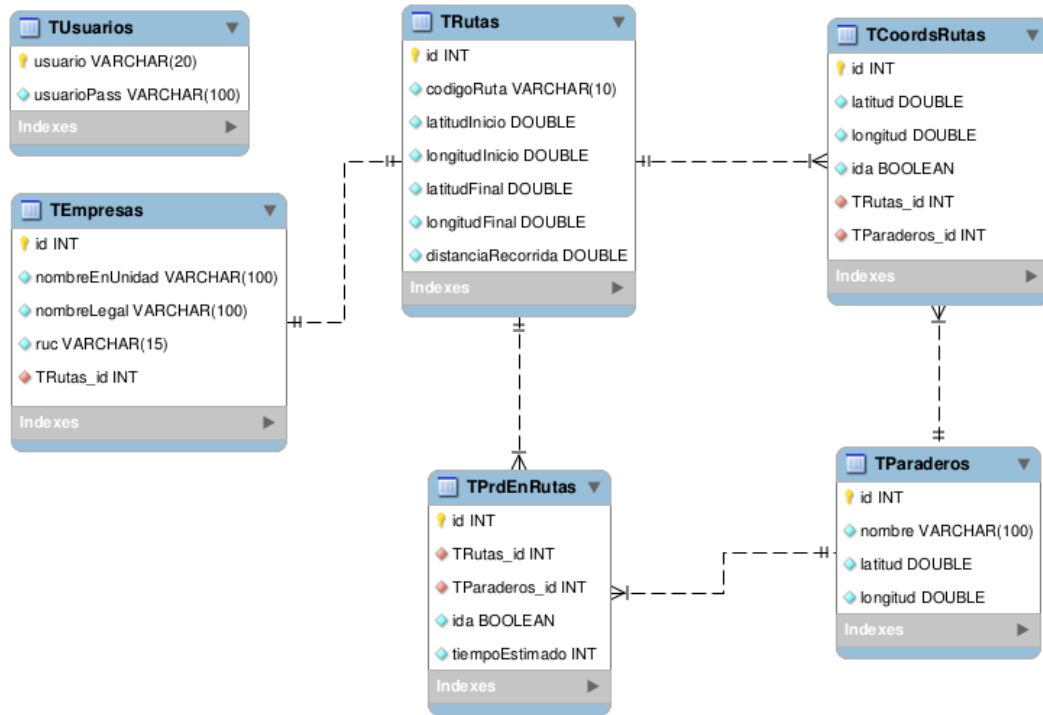 TUsuarios
usuario VARCHAR(20)
usuarioPass VARCHAR(100)
Indexes
TEmpresas
id INT
nombreEnUnidad VARCHAR(100)
nombreLegal VARCHAR(100)
ruc VARCHAR(15)
TRutas_id INT
Indexes
TRutas
id INT
codigoRuta VARCHAR(10)
latitudInicio DOUBLE
longitudInicio DOUBLE
latitudFinal DOUBLE
longitudFinal DOUBLE
distanciaRecorrida DOUBLE
Indexes
TCoordsRutas
id INT
latitud DOUBLE
longitud DOUBLE
ida BOOLEAN
TRutas_id INT
TParaderos_id INT
Indexes
TPrdEnRutas
id INT
TRutas_id INT
TParaderos_id INT
ida BOOLEAN
tiempoEstimado INT
Indexes
TParaderos
id INT
nombre VARCHAR(100)
latitud DOUBLE
longitud DOUBLE
Indexes